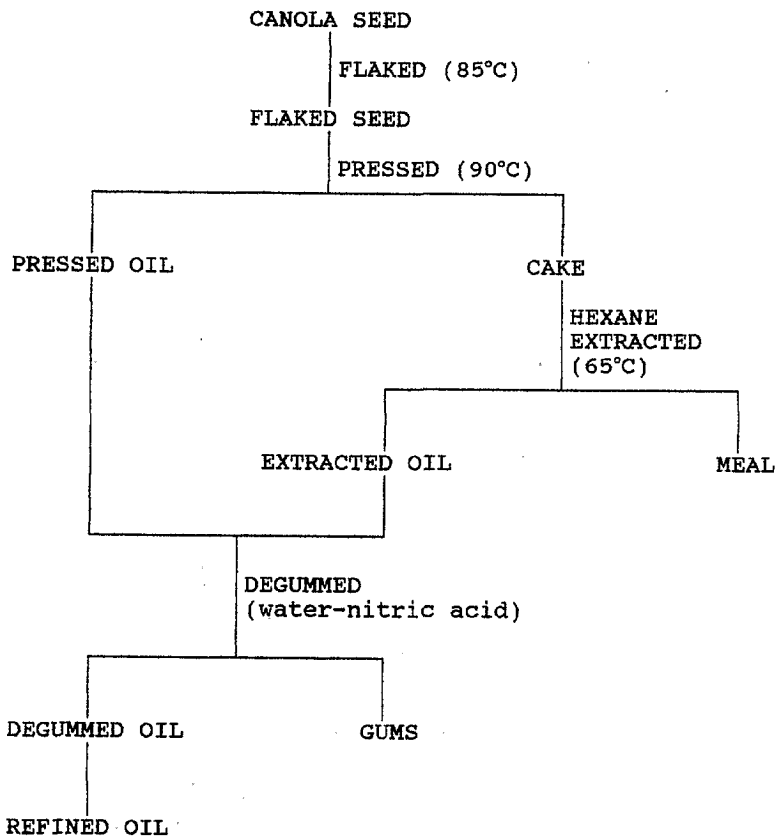 CANOLA SEED
FLAKED (85°C)
FLAKED SEED
PRESSED (90°C)
PRESSED OIL
CAKE
HEXANE
EXTRACTED
(65°C)
EXTRACTED OIL
MEAL
DEGUMMED
(water-nitric acid)
DEGUMMED OIL
GUMS
REFINED OIL